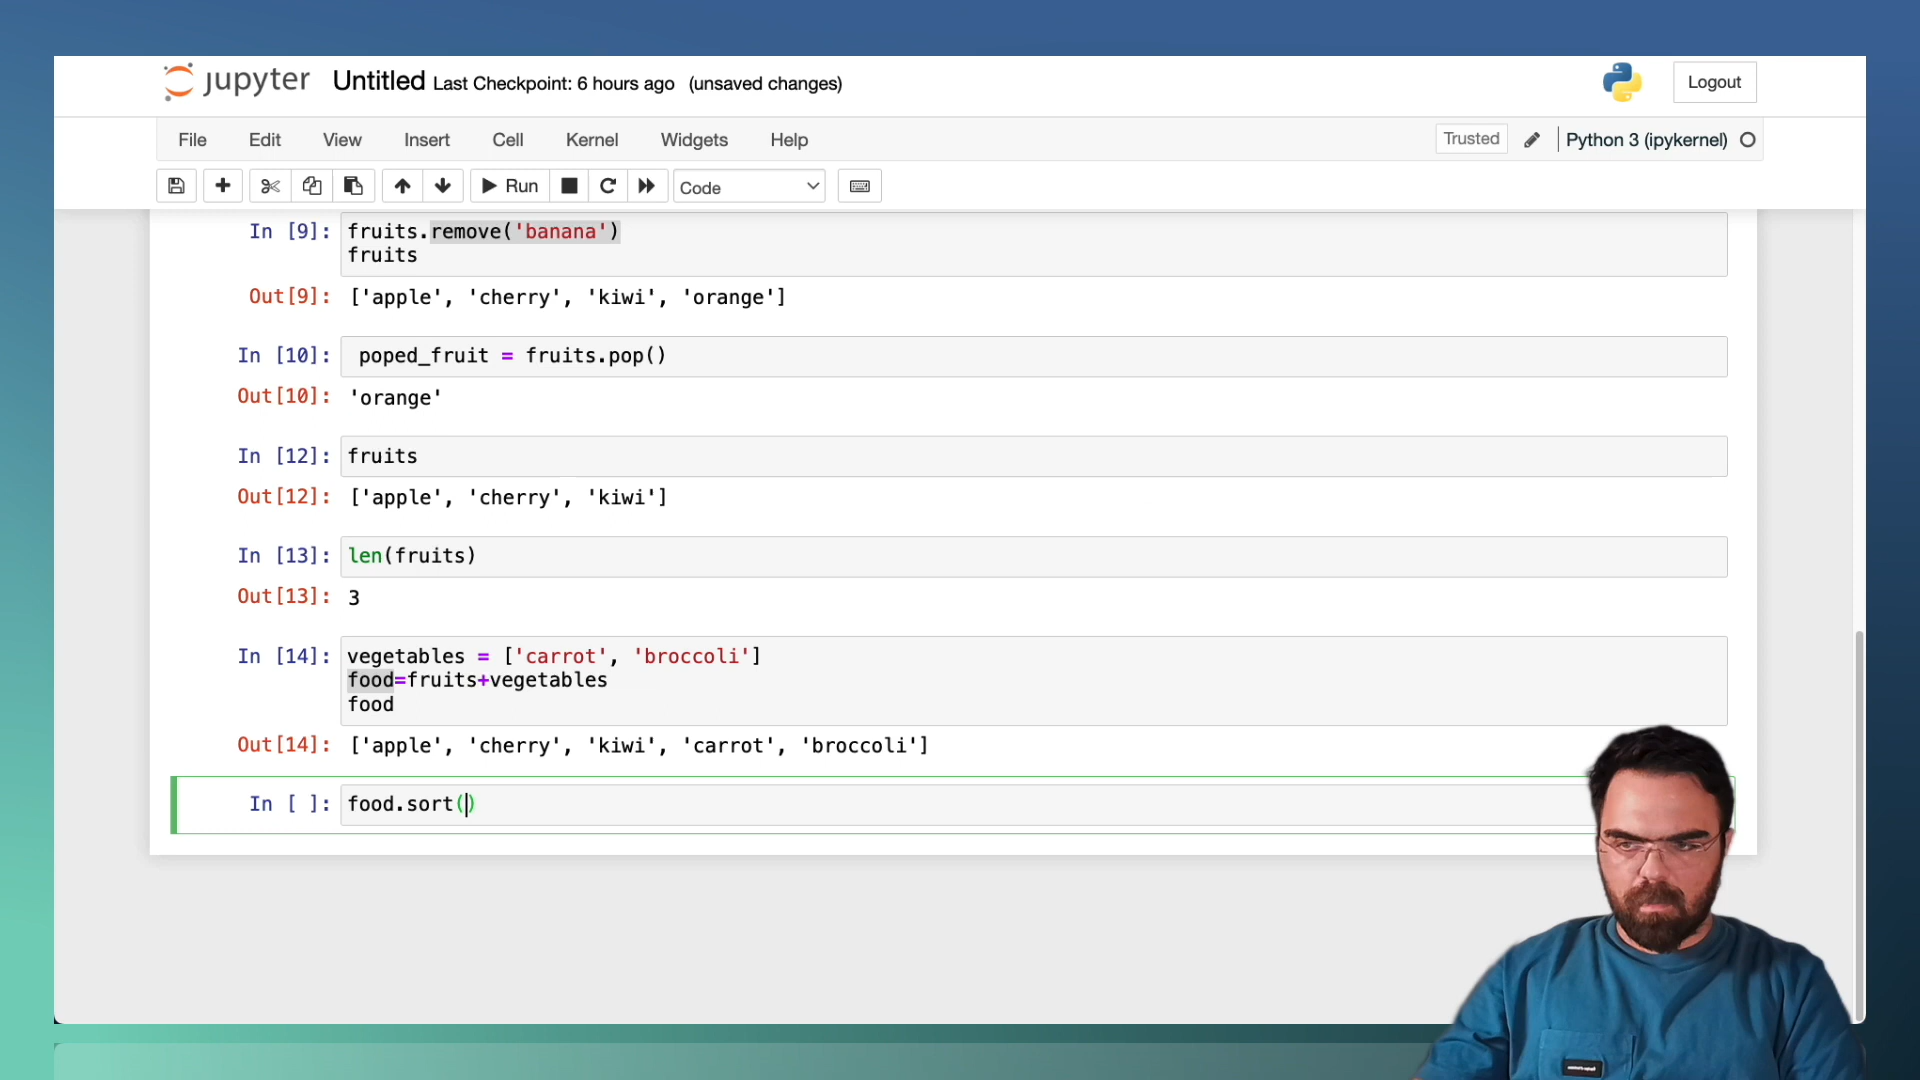 jupyter Untitled Last Checkpoint: 6 hours ago (unsaved changes) Logout
File Edit View Insert Cell Kernel Widgets Help Trusted Python 3 (ipykernel)
Run Code
In [9]: fruits.remove('banana')
fruits
Out[9]: ['apple', 'cherry', 'kiwi', 'orange']
In [10]: poped_fruit = fruits.pop()
Out[10]: 'orange'
In [12]: fruits
Out[12]: ['apple', 'cherry', 'kiwi']
In [13]: len(fruits)
Out[13]: 3
In [14]: vegetables = ['carrot', 'broccoli']
food=fruits+vegetables
food
Out[14]: ['apple', 'cherry', 'kiwi', 'carrot', 'broccoli']
In [ ]: food.sort()